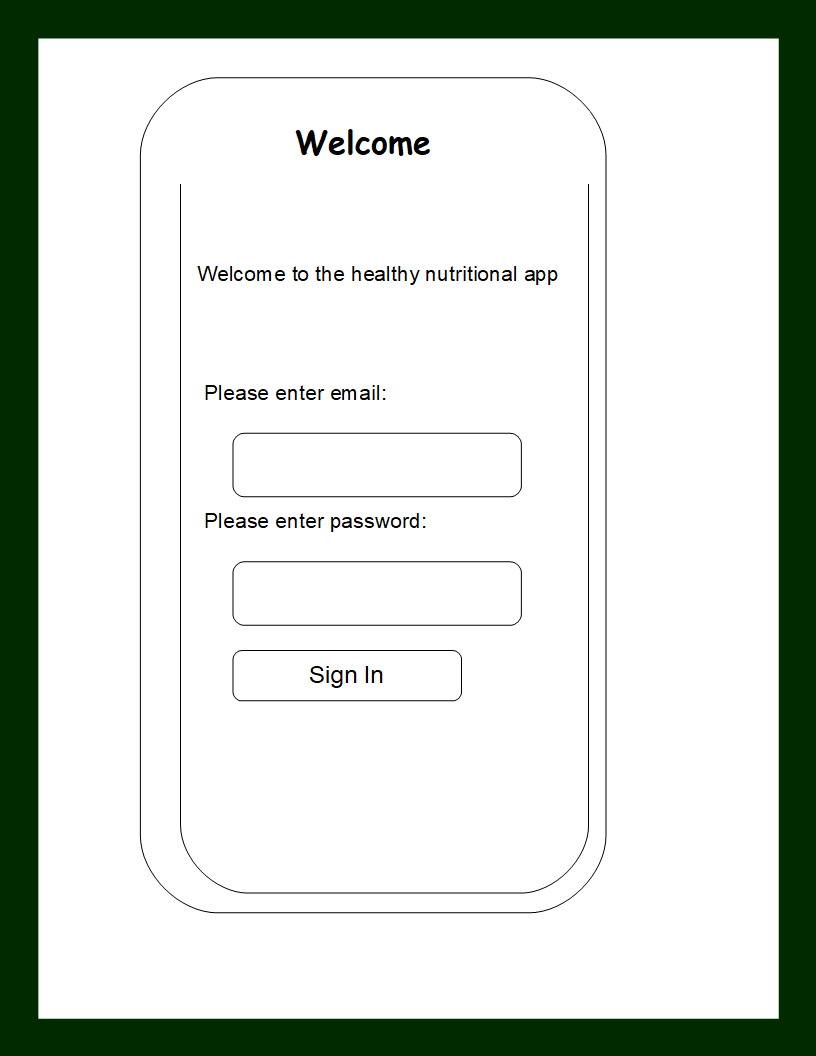 Welcome
Welcome to the healthy nutritional app
Please enter email:
Please enter password:
Sign In